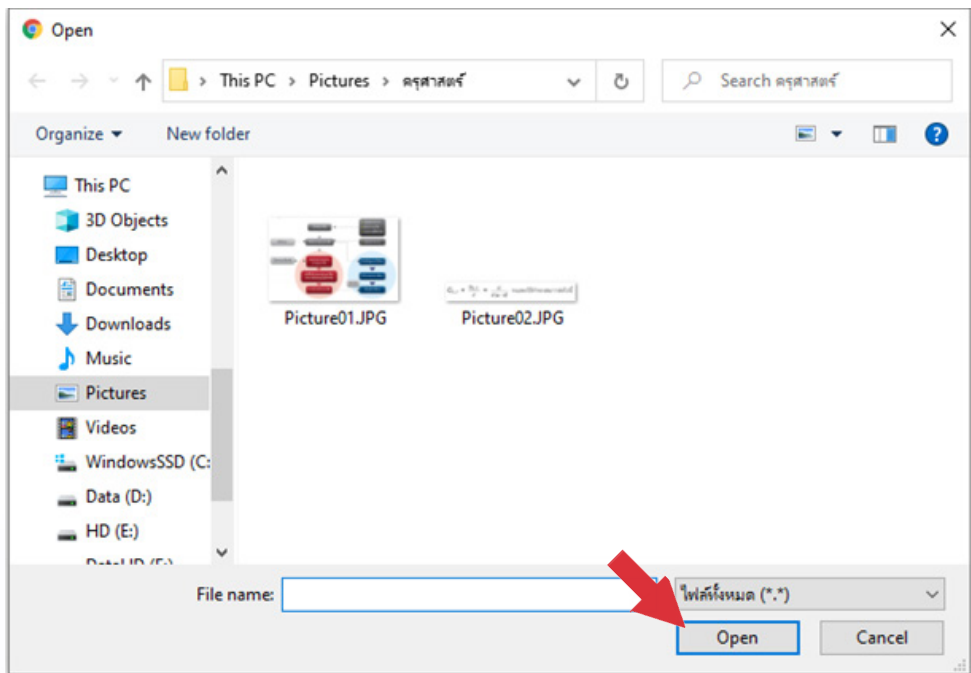 Open
This PC > Pictures > ครุศาสตร์
Search ครุศาสตร์
Organize
New folder
This PC
3D Objects
Desktop
Documents
Downloads
Music
Pictures
Videos
WindowsSSD (C:
Data (D:)
HD (E:)
Picture01.JPG
Picture02.JPG
File name:
ไฟล์ทั้งหมด (*.*)
Open
Cancel